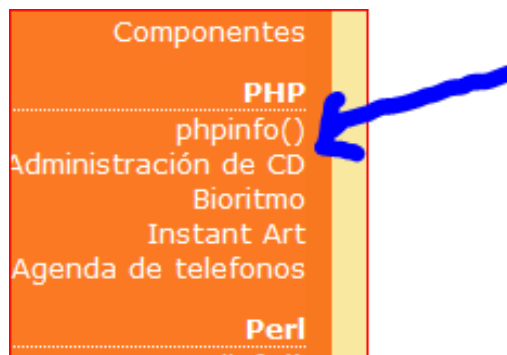 Componentes
PHP
phpinfo()
Administración de CD
Bioritmo
Instant Art
Agenda de telefonos
Perl